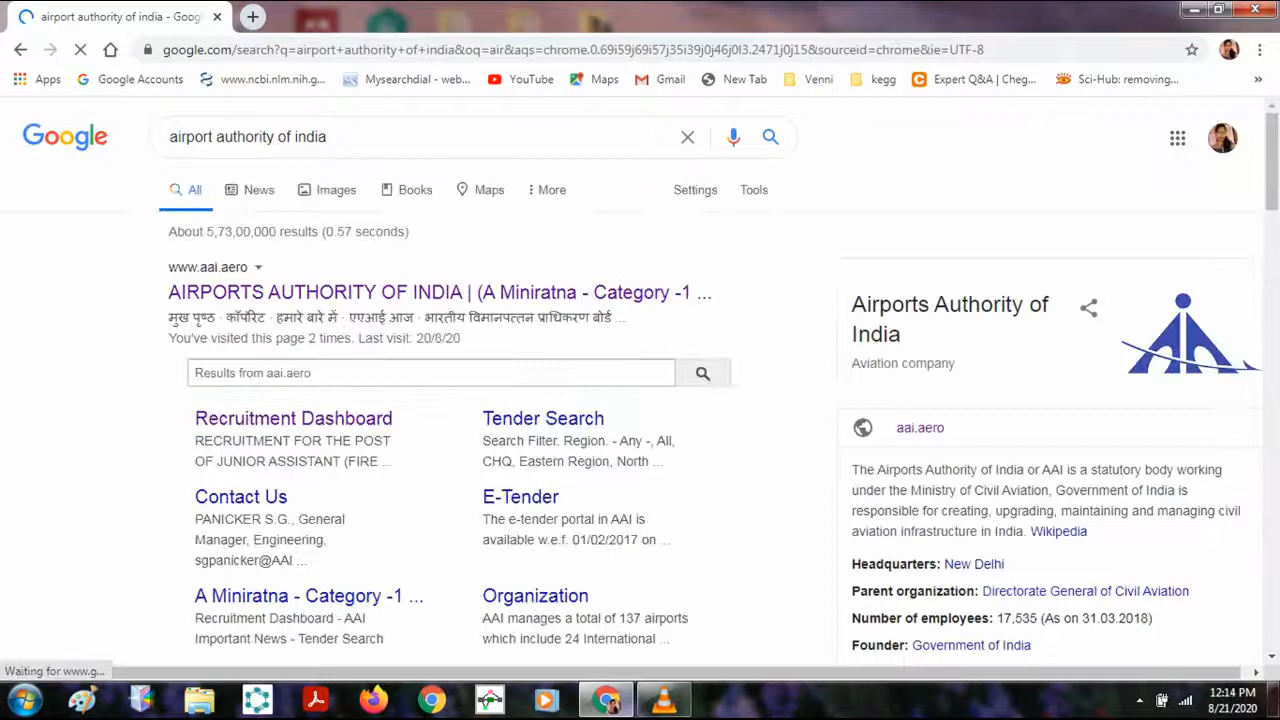 airport authority of india - Goog
google.com/search?q=airport+authority+of+india&oq=air&aqs=chrome.0.69i59j69i57j35i39j0j46j0l3.2471j0j15&sourceid=chrome&ie=UTF-8
Apps Google Accounts www.ncbi.nlm.nih.g... Mysearchdial - web... YouTube Maps Gmail New Tab Venni kegg Expert Q&A | Cheg... Sci-Hub: removing... »
Google airport authority of india
All News Images Books Maps More Settings Tools
About 5,73,00,000 results (0.57 seconds)
www.aai.aero
AIRPORTS AUTHORITY OF INDIA | (A Miniratna - Category -1 ...
मुख पृष्ठ · कॉर्पोरेट · हमारे बारे में · एएआई आज · भारतीय विमानपत्तन प्राधिकरण बोर्ड ...
You've visited this page 2 times. Last visit: 20/8/20
Results from aai.aero
Recruitment Dashboard
RECRUITMENT FOR THE POST
OF JUNIOR ASSISTANT (FIRE ...
Tender Search
Search Filter. Region. - Any -, All,
CHQ, Eastern Region, North ...
Contact Us
PANICKER S.G., General
Manager, Engineering,
sgpanicker@AAI ...
E-Tender
The e-tender portal in AAI is
available w.e.f. 01/02/2017 on ...
A Miniratna - Category -1 ...
Recruitment Dashboard - AAI
Important News - Tender Search
Organization
AAI manages a total of 137 airports
which include 24 International ...
Airports Authority of
India
Aviation company
aai.aero
The Airports Authority of India or AAI is a statutory body working
under the Ministry of Civil Aviation, Government of India is
responsible for creating, upgrading, maintaining and managing civil
aviation infrastructure in India. Wikipedia
Headquarters: New Delhi
Parent organization: Directorate General of Civil Aviation
Number of employees: 17,535 (As on 31.03.2018)
Founder: Government of India
Waiting for www.g...
12:14 PM
8/21/2020